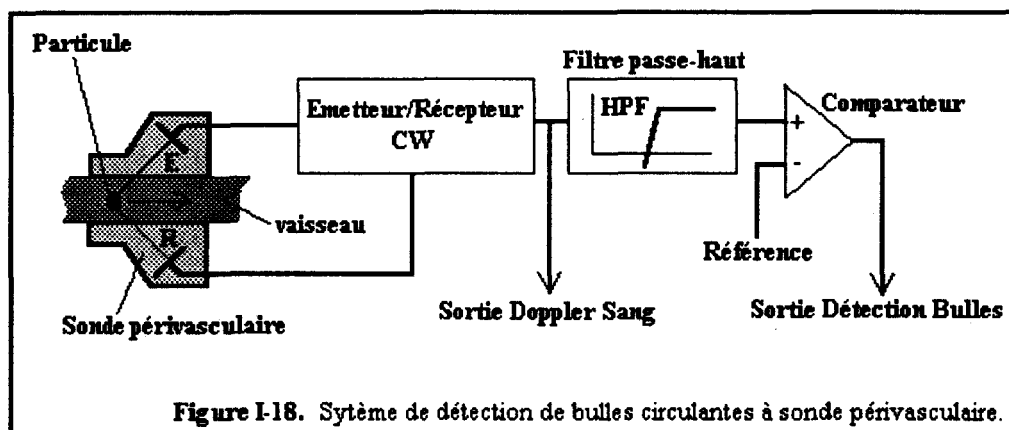 Particule
Filtre passe-haut
Emetteur/Récepteur
CW
HPF
Comparateur
+
-
E
R
vaisseau
Référence
Sonde périvasculaire
Sortie Doppler Sang
Sortie Détection Bulles
Figure I-18. Sytème de détection de bulles circulantes à sonde périvasculaire.